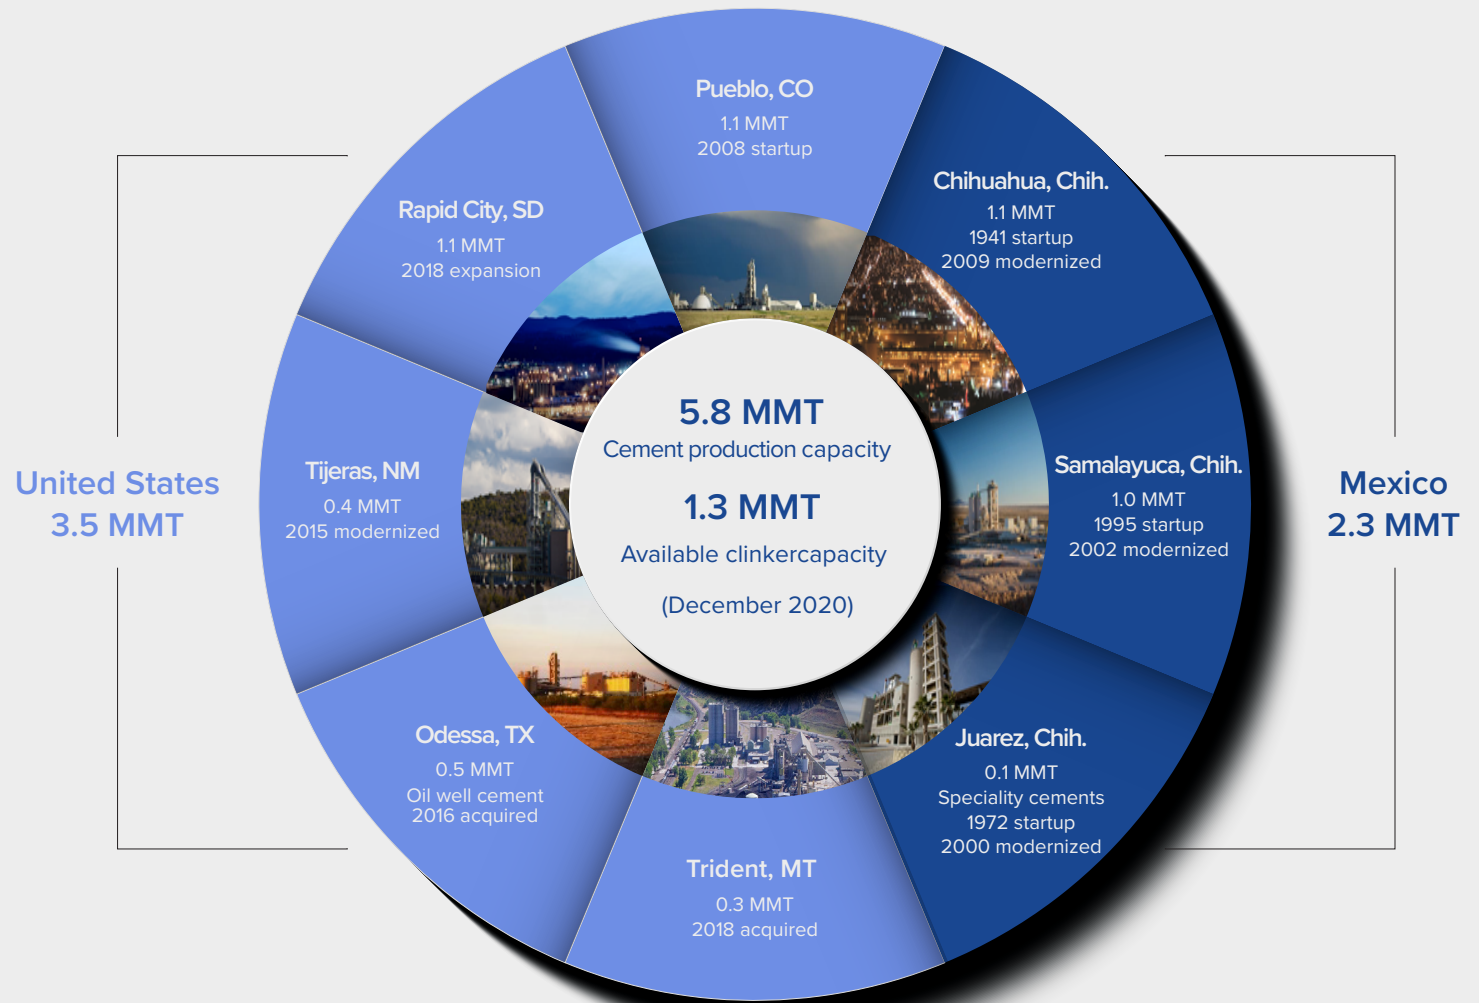 Pueblo, CO
1.1 MMT
2008 startup
Chihuahua, Chih.
1.1 MMT
1941 startup
2009 modernized
Rapid City, SD
1.1 MMT
2018 expansion
5.8 MMT
Cement production capacity
1.3 MMT
Available clinkercapacity
(December 2020)
Tijeras, NM
0.4 MMT
2015 modernized
Samalayuca, Chih.
1.0 MMT
1995 startup
2002 modernized
United States
3.5 MMT
Mexico
2.3 MMT
Odessa, TX
0.5 MMT
Oil well cement
2016 acquired
Juarez, Chih.
0.1 MMT
Speciality cements
1972 startup
2000 modernized
Trident, MT
0.3 MMT
2018 acquired